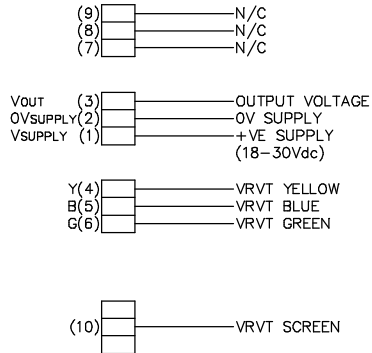 (9) N/C
(8) N/C
(7) N/C
VOUT (3) OUTPUT VOLTAGE
0VSUPPLY(2) 0V SUPPLY
VSUPPLY (1) +VE SUPPLY
(18-30Vdc)
Y(4) VRVT YELLOW
B(5) VRVT BLUE
G(6) VRVT GREEN
(10) VRVT SCREEN